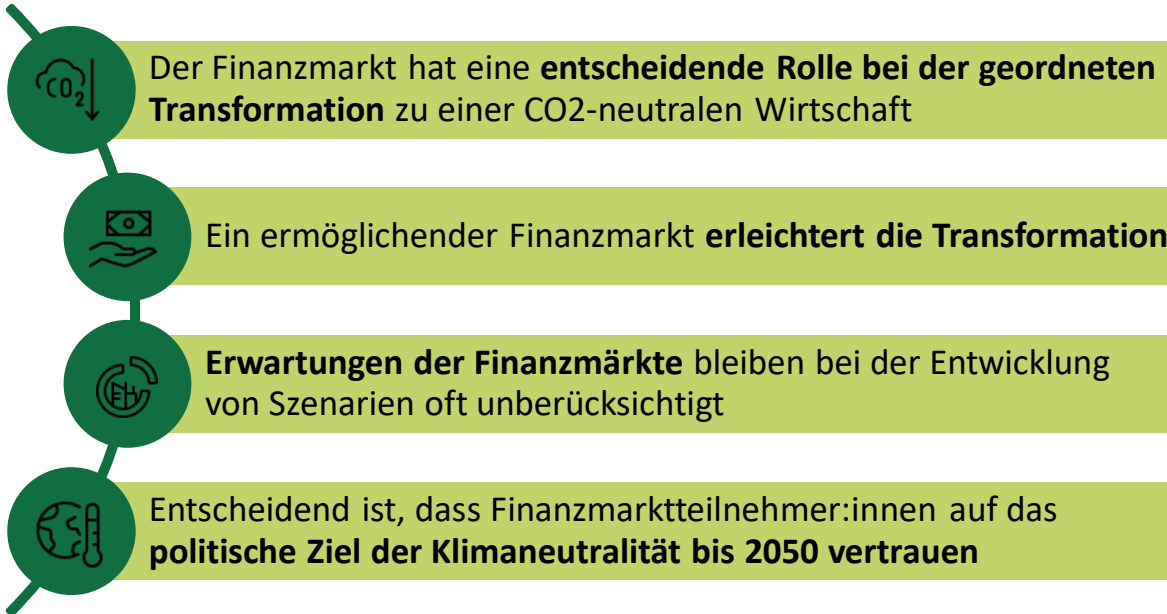 CO2
Der Finanzmarkt hat eine entscheidende Rolle bei der geordneten
Transformation zu einer CO2-neutralen Wirtschaft
Ein ermöglichender Finanzmarkt erleichtert die Transformation
Erwartungen der Finanzmärkte bleiben bei der Entwicklung
von Szenarien oft unberücksichtigt
Entscheidend ist, dass Finanzmarktteilnehmer:innen auf das
politische Ziel der Klimaneutralität bis 2050 vertrauen